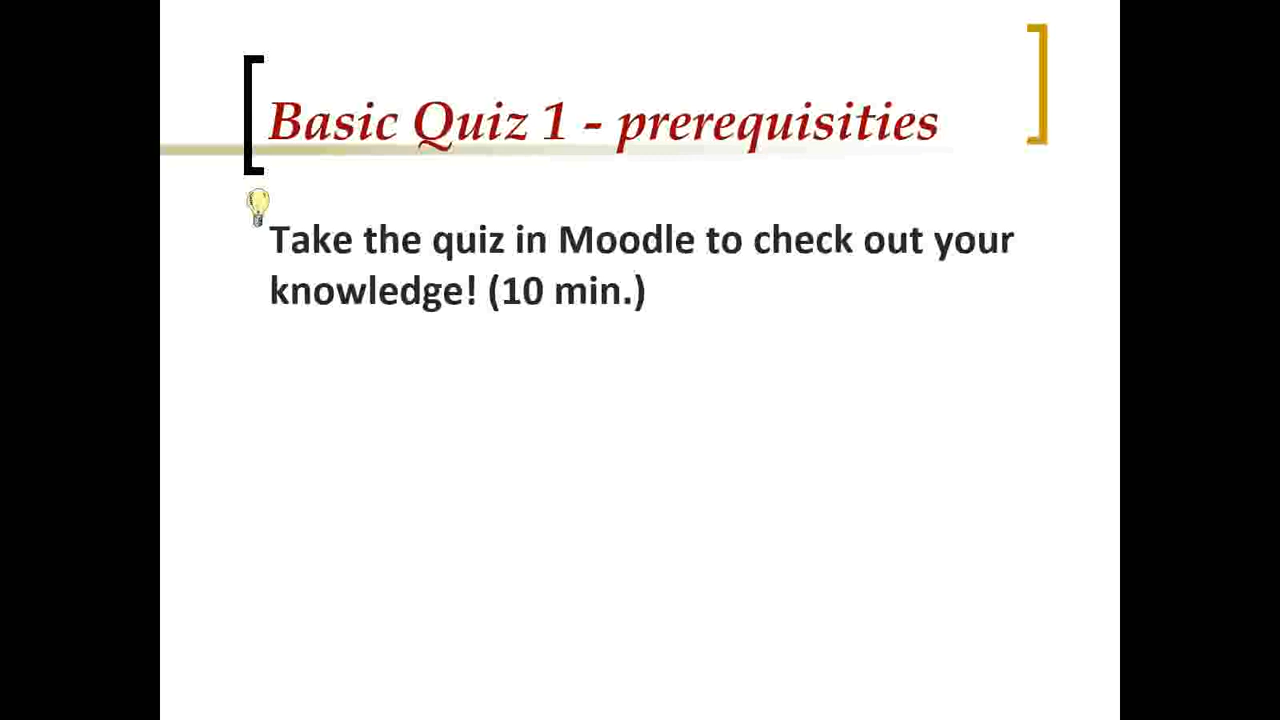 Basic Quiz 1 - prerequisities
Take the quiz in Moodle to check out your
knowledge! (10 min.)